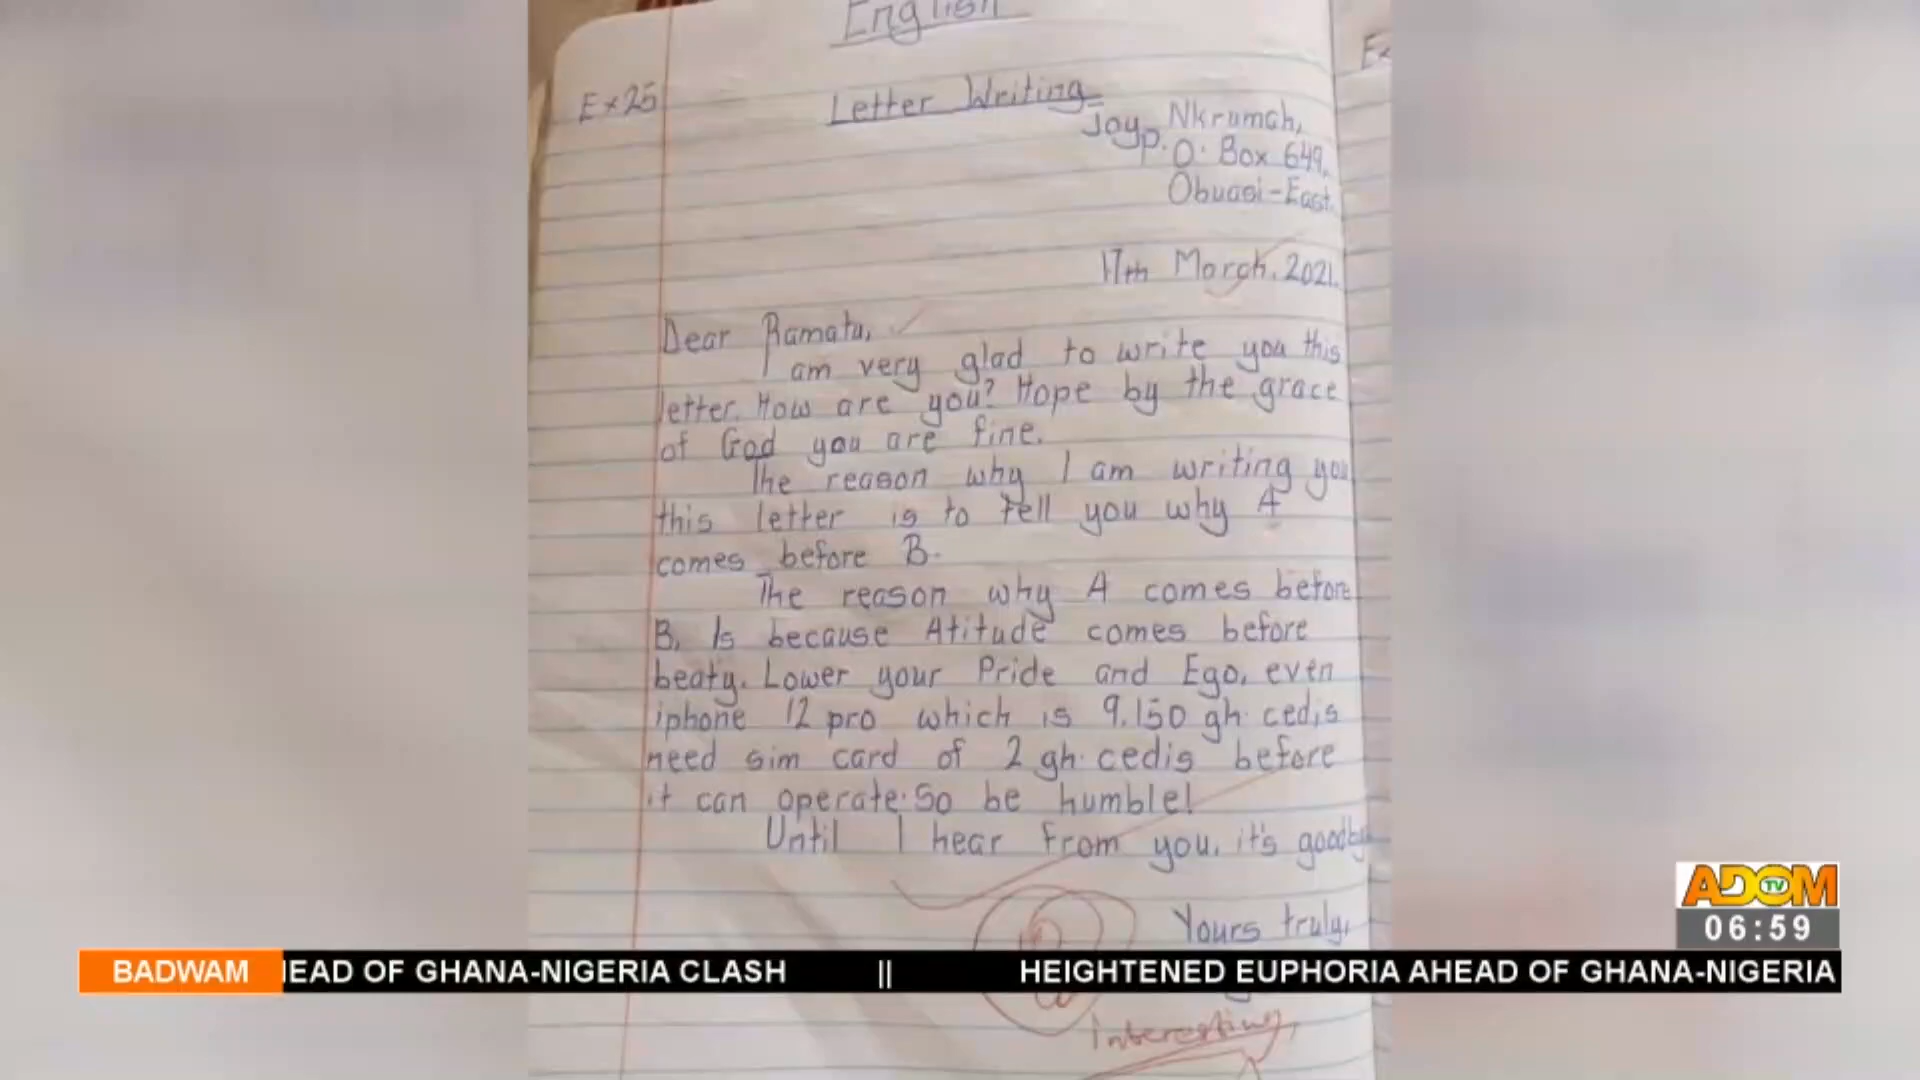 English
Ex25
Letter Writing
Joy Nkrumah,
P. O. Box 649,
Obuasi-East.
17th March, 2021.
Dear Ramatu,
I am very glad to write you this
letter. How are you? Hope by the grace
of God you are fine.
The reason why I am writing you
this letter is to tell you why A
comes before B.
The reason why A comes before
B, Is because Atitude comes before
beaty. Lower your Pride and Ego, even
iphone 12 pro which is 9.150 gh cedis
need sim card of 2 gh cedis before
it can operate. So be humble!
Until I hear from you, it's goodby
Yours truly,
interesting
ADOM TV
06:59
BADWAM HEAD OF GHANA-NIGERIA CLASH || HEIGHTENED EUPHORIA AHEAD OF GHANA-NIGERIA